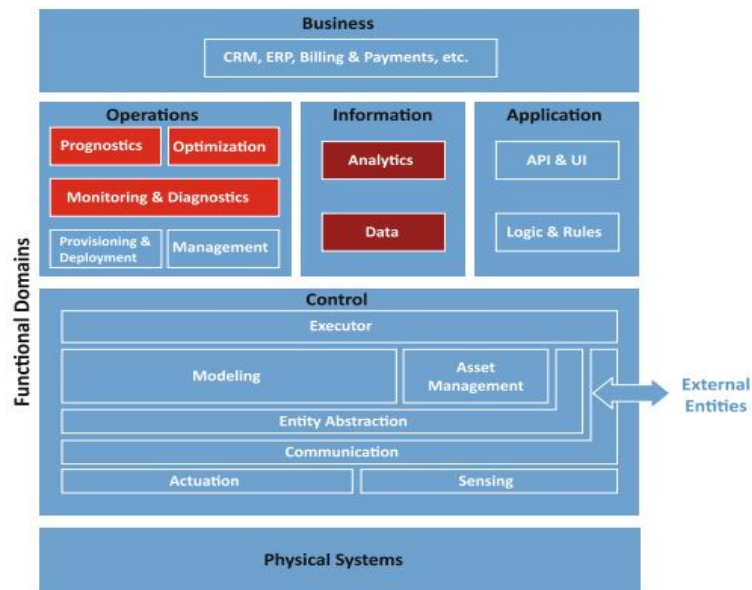 Business
CRM, ERP, Billing & Payments, etc.
Operations
Prognostics
Optimization
Monitoring & Diagnostics
Provisioning &
Deployment
Management
Information
Analytics
Data
Application
API & UI
Logic & Rules
Functional Domains
Control
Executor
Modeling
Asset
Management
Entity Abstraction
Communication
Actuation
Sensing
External
Entities
Physical Systems